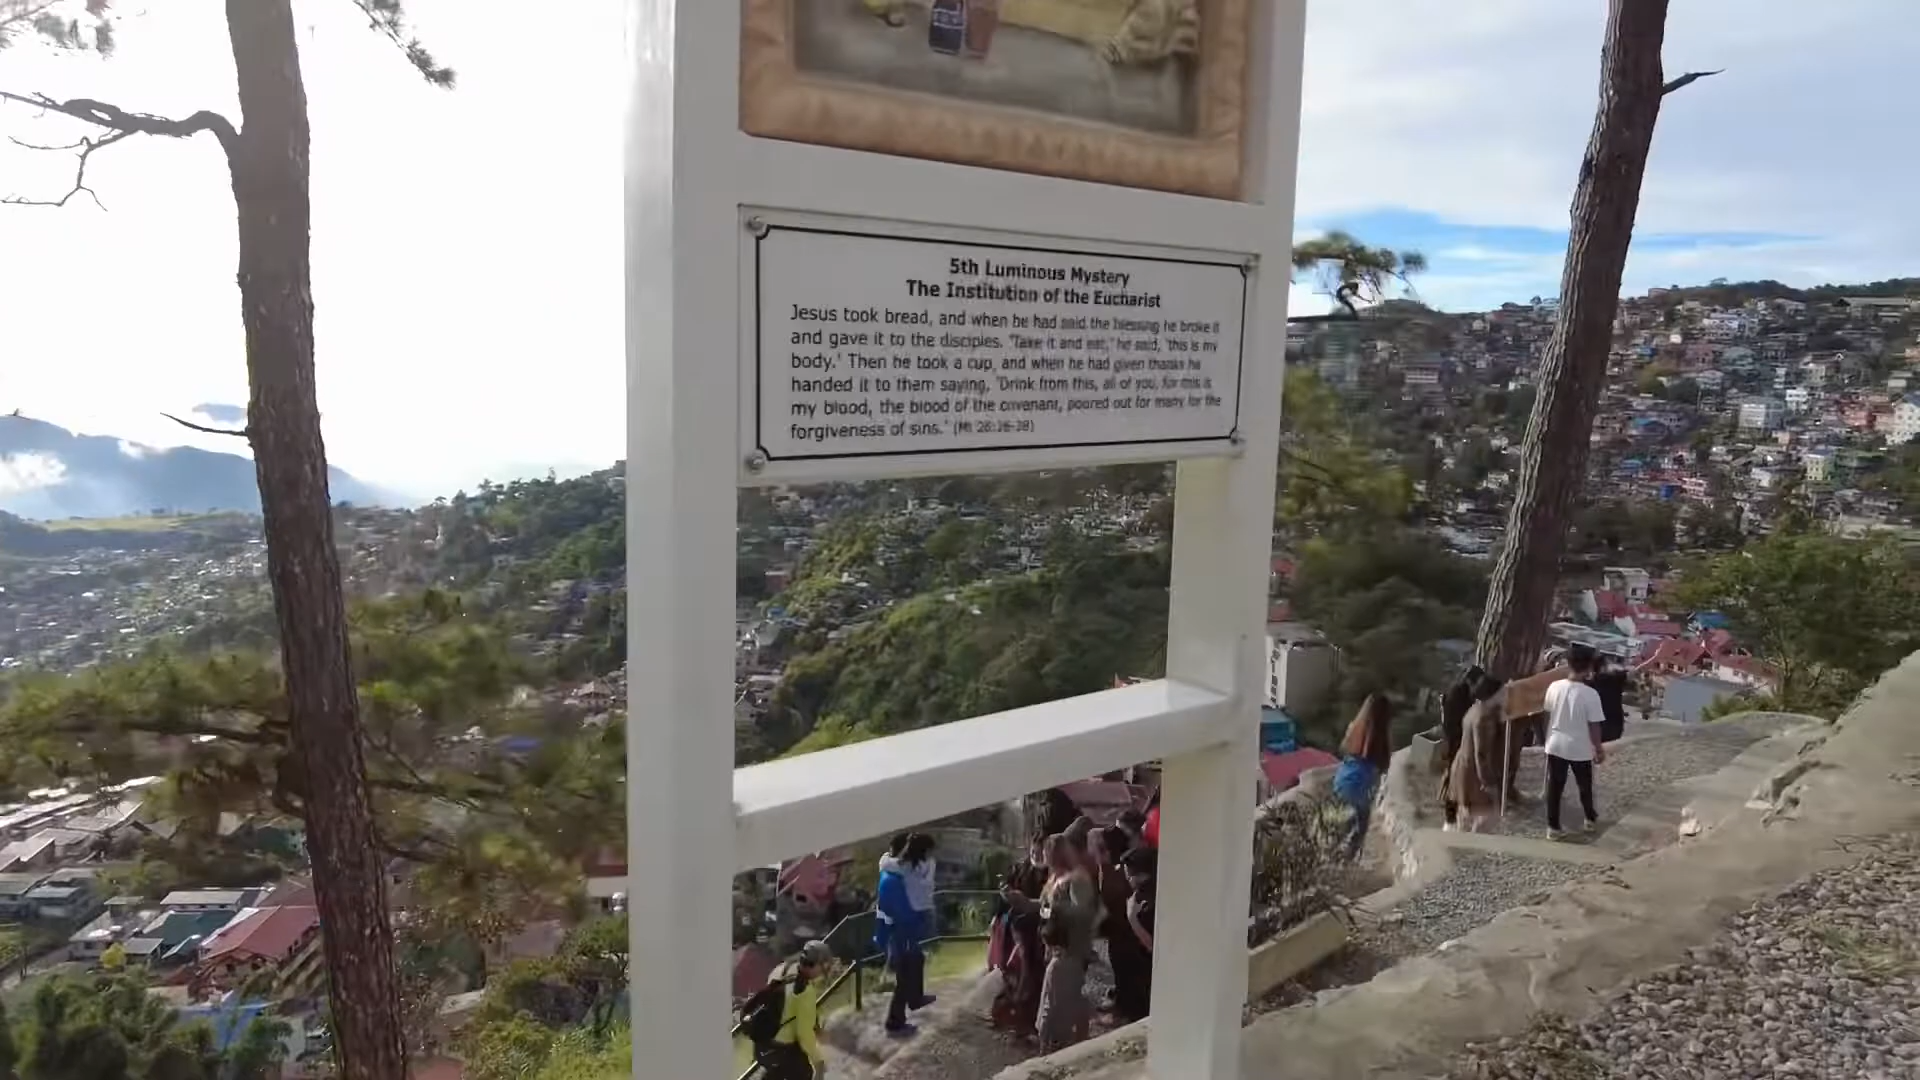 5th Luminous Mystery
The Institution of the Eucharist
Jesus took bread, and when he had said the blessing he broke it
and gave it to the disciples. 'Take it and eat,' he said, 'this is my
body.' Then he took a cup, and when he had given thanks he
handed it to them saying, 'Drink from this, all of you, for this is
my blood, the blood of the covenant, poured out for many for the
forgiveness of sins.' (Mt 26:26-28)